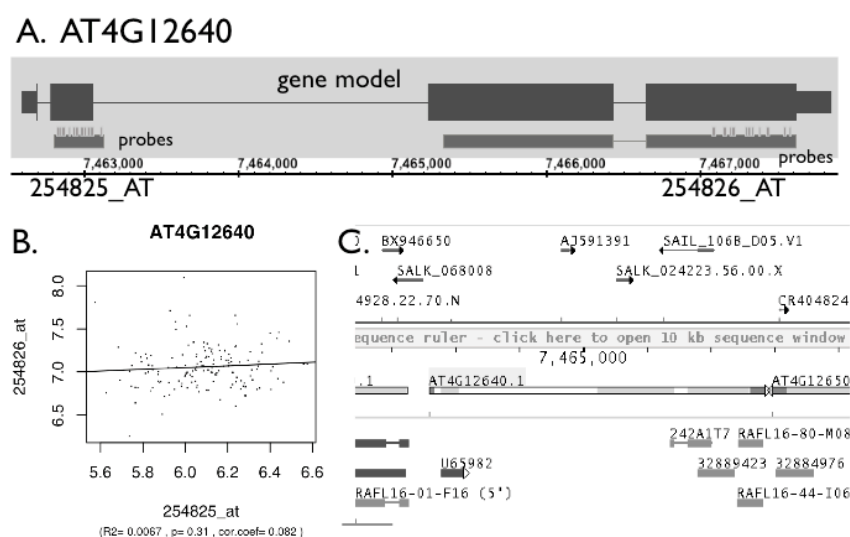 A. AT4G12640
gene model
probes
probes
7,463,000 7,464,000 7,465,000 7,466,000 7,467,000
254825_AT 254826_AT
B.
AT4G12640
254826_at
8.0
7.5
7.0
6.5
5.6 5.8 6.0 6.2 6.4 6.6
254825_at
(R2= 0.0067 , p= 0.31 , cor.coef= 0.082 )
C.
BX946650 AJ591391 SAIL_106B_D05.V1
SALK_068008 SALK_024223.56.00.X
4928.22.70.N CR404824
equence ruler - click here to open 10 kb sequence window
7,465,000
.1 AT4G12640.1 AT4G12650
242A1T7 RAFL16-80-M08
U65982 32889423 32884976
RAFL16-01-F16 (5') RAFL16-44-I06